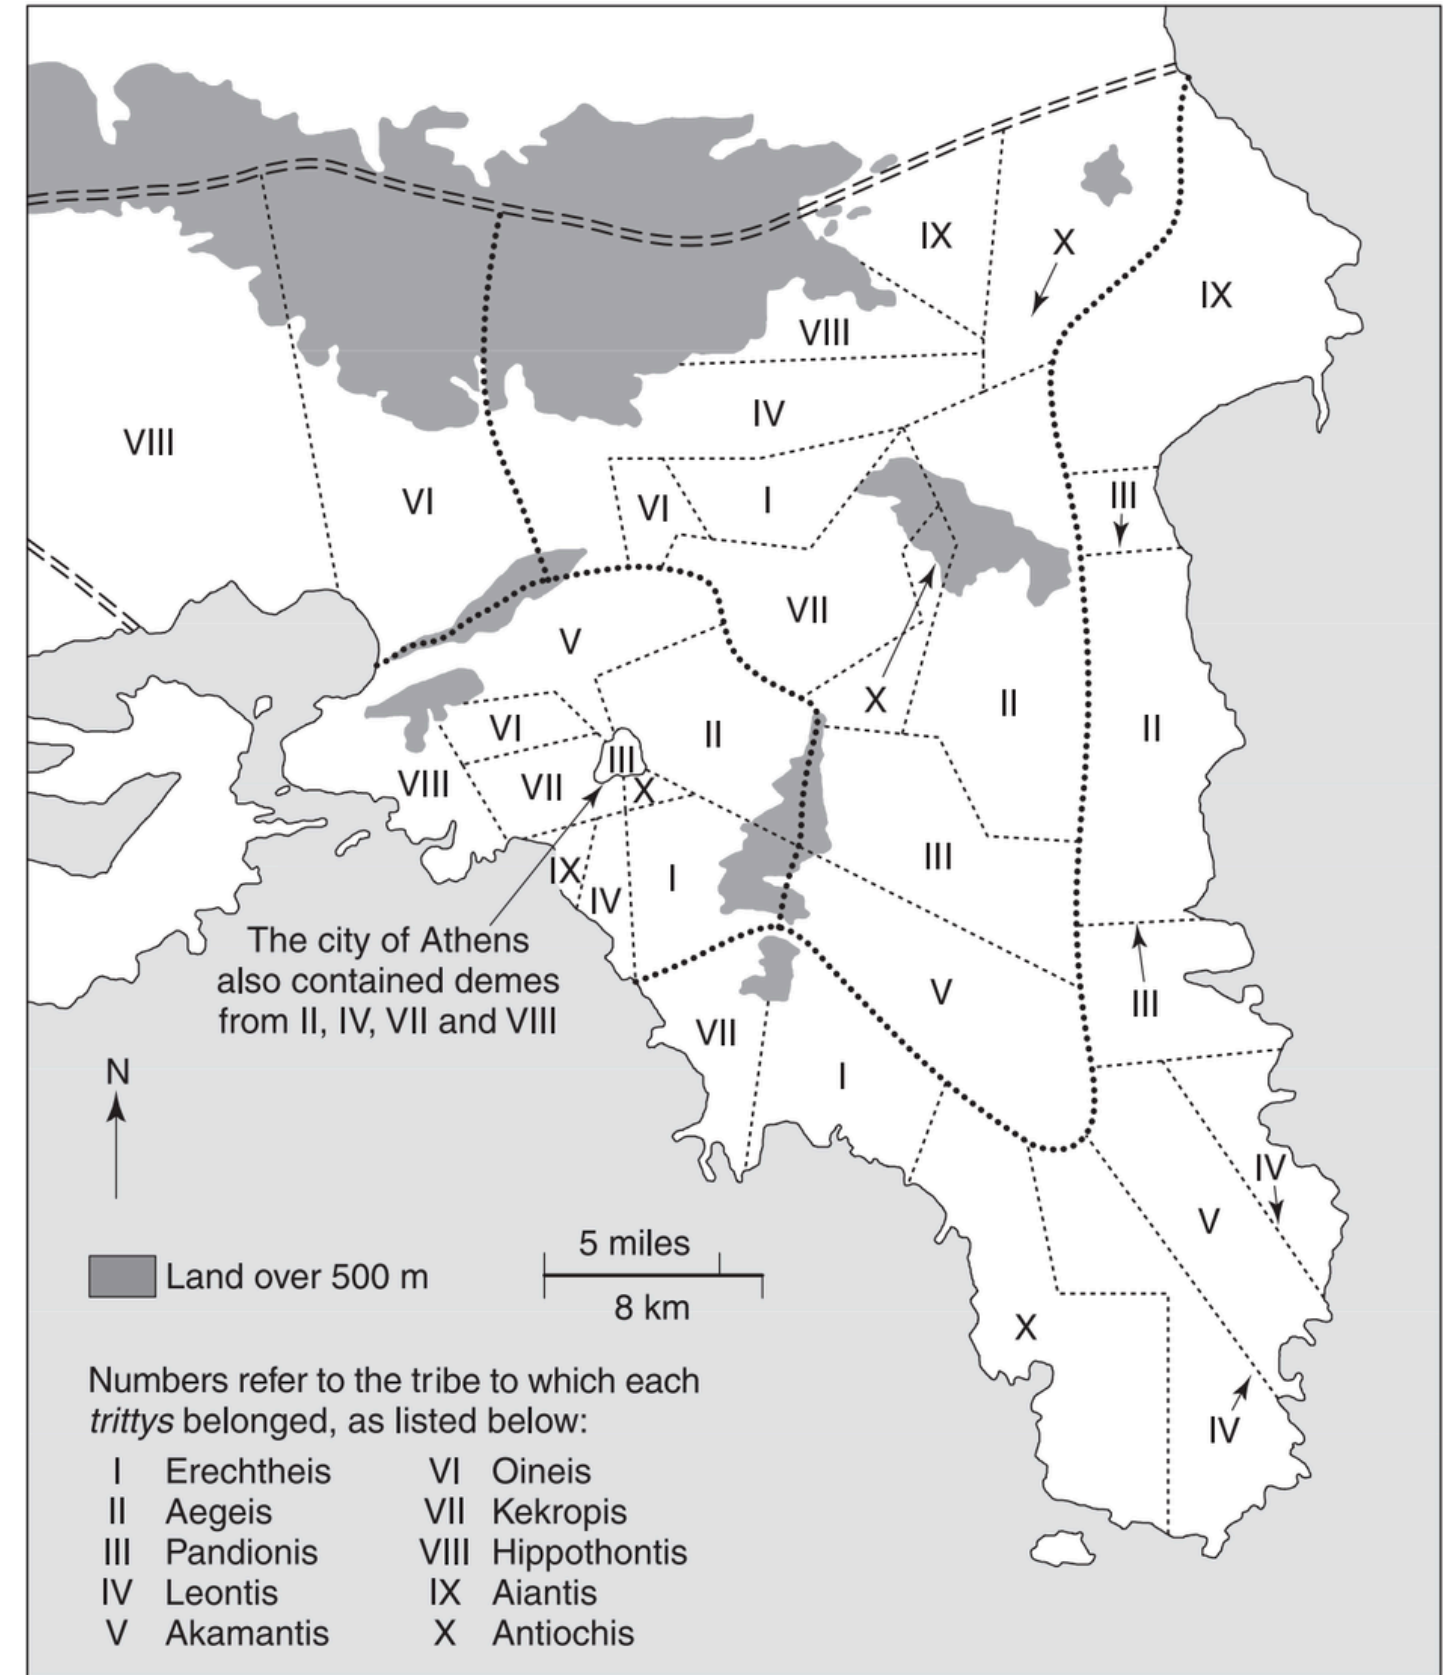 IX
X
IX
VIII
IV
VIII
III
VI
VI
I
VII
V
X
II
II
VI
II
III
VIII
VII
X
III
IX
I
IV
The city of Athens
also contained demes
from II, IV, VII and VIII
V
III
VII
N
I
IV
V
5 miles
Land over 500 m
8 km
X
Numbers refer to the tribe to which each
trittys belonged, as listed below:
IV
I Erechtheis VI Oineis
II Aegeis VII Kekropis
III Pandionis VIII Hippothontis
IV Leontis IX Aiantis
V Akamantis X Antiochis